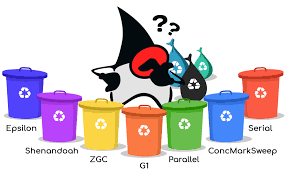 ??
Epsilon
Shenandoah
ZGC
G1
Parallel
ConcMarkSweep
Serial